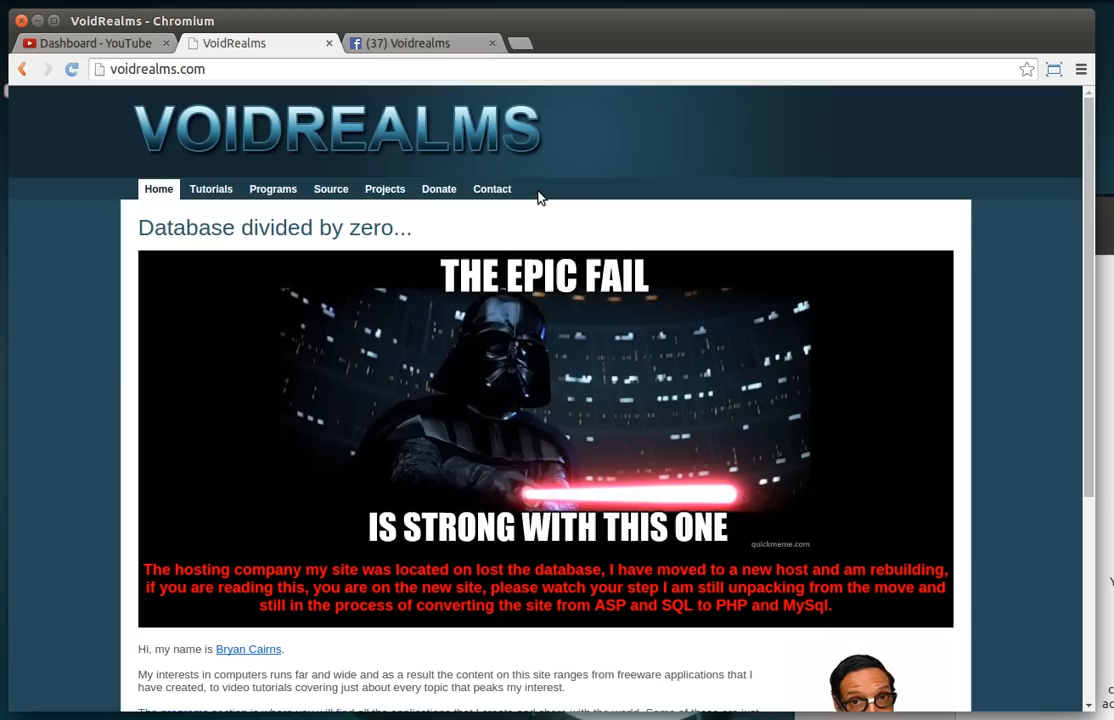 VoidRealms - Chromium
Dashboard - YouTube
VoidRealms
(37) Voidrealms
voidrealms.com
VOIDREALMS
Home Tutorials Programs Source Projects Donate Contact
Database divided by zero...
THE EPIC FAIL
IS STRONG WITH THIS ONE
quickmeme.com
The hosting company my site was located on lost the database, I have moved to a new host and am rebuilding,
if you are reading this, you are on the new site, please watch your step I am still unpacking from the move and
still in the process of converting the site from ASP and SQL to PHP and MySql.
Hi, my name is Bryan Cairns.
My interests in computers runs far and wide and as a result the content on this site ranges from freeware applications that I
have created, to video tutorials covering just about every topic that peaks my interest.